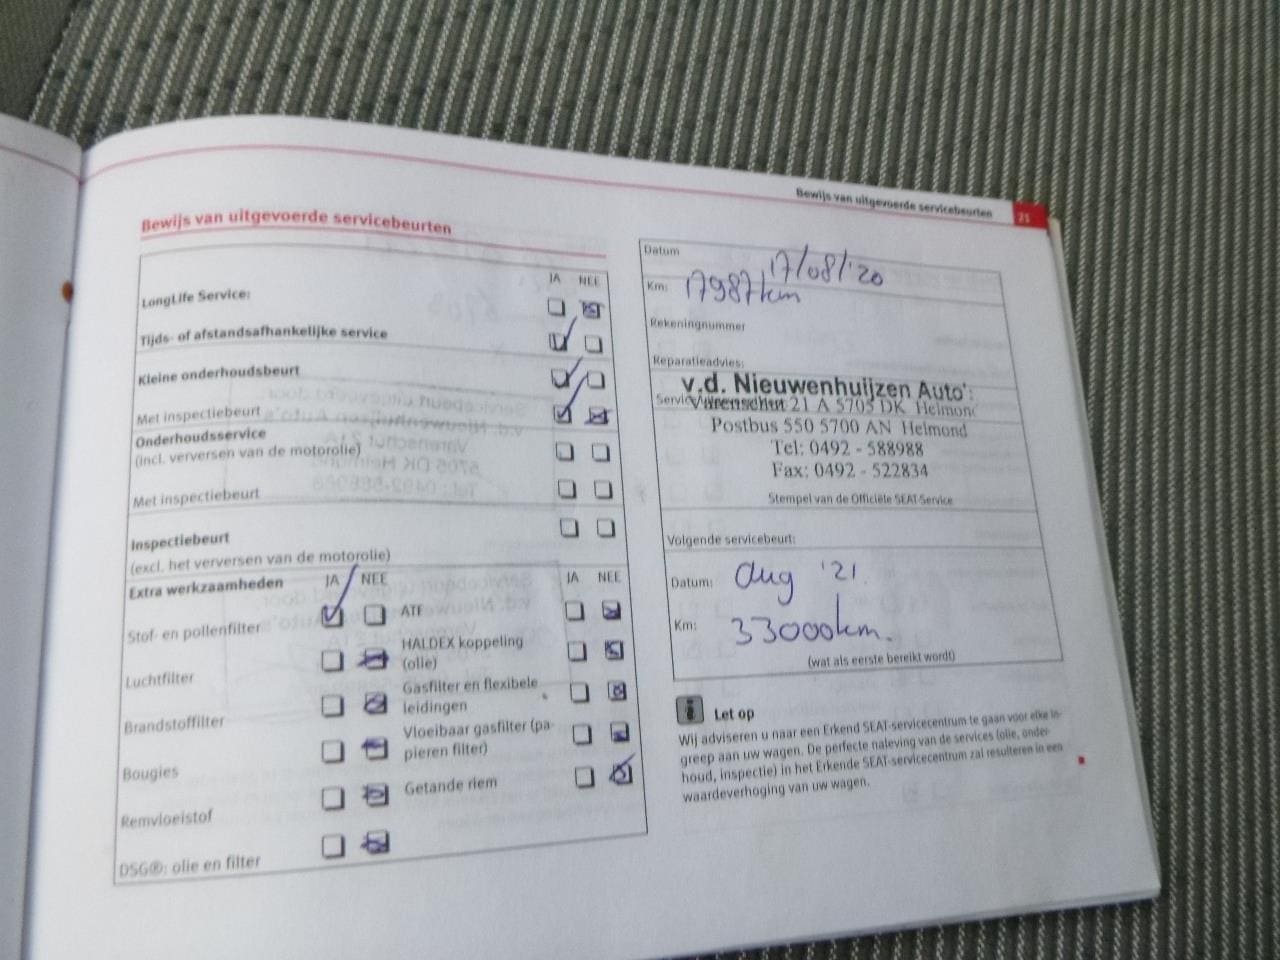 Bewijs van uitgevoerde servicebeurten 21
Bewijs van uitgevoerde servicebeurten
JA NEE
LongLife Service:
Tijds- of afstandsafhankelijke service
Kleine onderhoudsbeurt
Met inspectiebeurt
Onderhoudsservice
(incl. verversen van de motorolie)
Met inspectiebeurt
Inspectiebeurt
(excl. het verversen van de motorolie)
Extra werkzaamheden JA NEE
Stof- en pollenfilter
Luchtfilter
Brandstoffilter
Bougies
Remvloeistof
DSG®: olie en filter
JA NEE
ATF
HALDEX koppeling
(olie)
Gasfilter en flexibele
leidingen
Vloeibaar gasfilter (pa-
pieren filter)
Getande riem
Datum 17/08/'20
Km: 17987km
Rekeningnummer
Reparatieadvies:
v.d. Nieuwenhuijzen Auto's
Varenschut 21 A 5705 DK Helmond
Postbus 550 5700 AN Helmond
Tel: 0492 - 588988
Fax: 0492 - 522834
Stempel van de Officiële SEAT-Service
Volgende servicebeurt:
Datum: Aug '21.
Km: 33000km.
(wat als eerste bereikt wordt)
Let op
Wij adviseren u naar een Erkend SEAT-servicecentrum te gaan voor elke in-
greep aan uw wagen. De perfecte naleving van de services (olie, onder-
houd, inspectie) in het Erkende SEAT-servicecentrum zal resulteren in een
waardeverhoging van uw wagen.